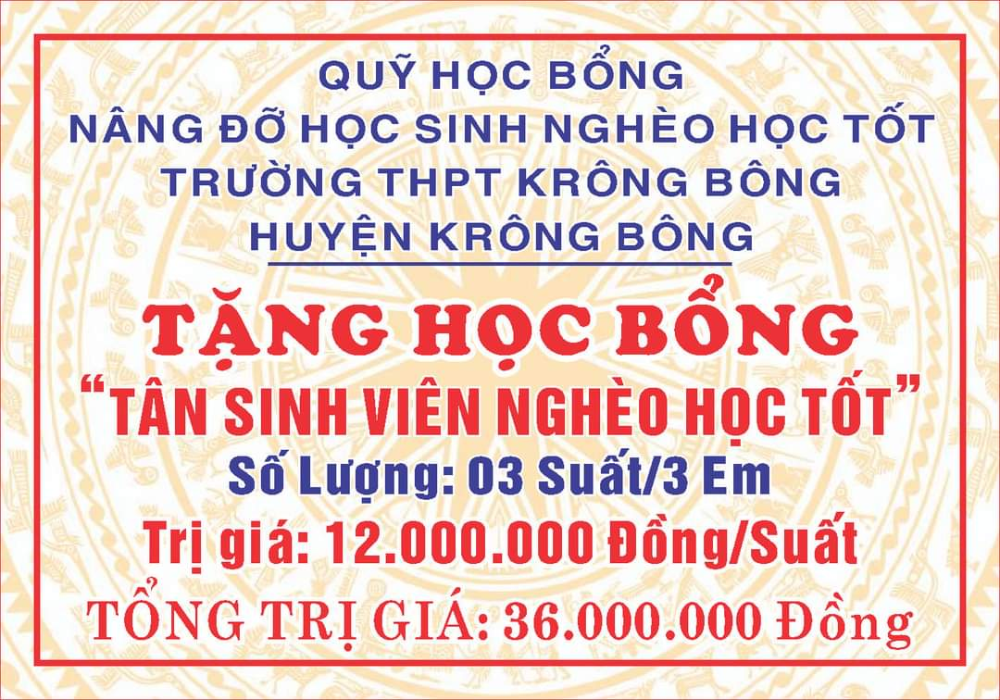 QUỸ HỌC BỔNG
NÂNG ĐỠ HỌC SINH NGHÈO HỌC TỐT
TRƯỜNG THPT KRÔNG BÔNG
HUYỆN KRÔNG BÔNG
TẶNG HỌC BỔNG
“TÂN SINH VIÊN NGHÈO HỌC TỐT”
Số Lượng: 03 Suất/3 Em
Trị giá: 12.000.000 Đồng/Suất
TỔNG TRỊ GIÁ: 36.000.000 Đồng